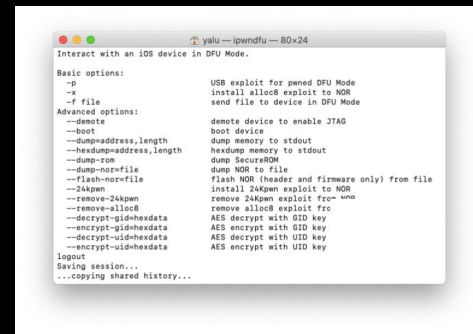 yalu — ipwndfu — 80×24
Interact with an iOS device in DFU Mode.
Basic options:
-p USB exploit for pwned DFU Mode
-x install alloc8 exploit to NOR
-f file send file to device in DFU Mode
Advanced options:
--demote demote device to enable JTAG
--boot boot device
--dump=address,length dump memory to stdout
--hexdump=address,length hexdump memory to stdout
--dump-rom dump SecureROM
--dump-nor=file dump NOR to file
--flash-nor=file flash NOR (header and firmware only) from file
--24kpwn install 24Kpwn exploit to NOR
--remove-24kpwn remove 24Kpwn exploit from NOR
--remove-alloc8 remove alloc8 exploit
--decrypt-gid=hexdata AES decrypt with GID key
--encrypt-gid=hexdata AES encrypt with GID key
--decrypt-uid=hexdata AES decrypt with UID key
--encrypt-uid=hexdata AES encrypt with UID key
logout
Saving session...
...copying shared history...